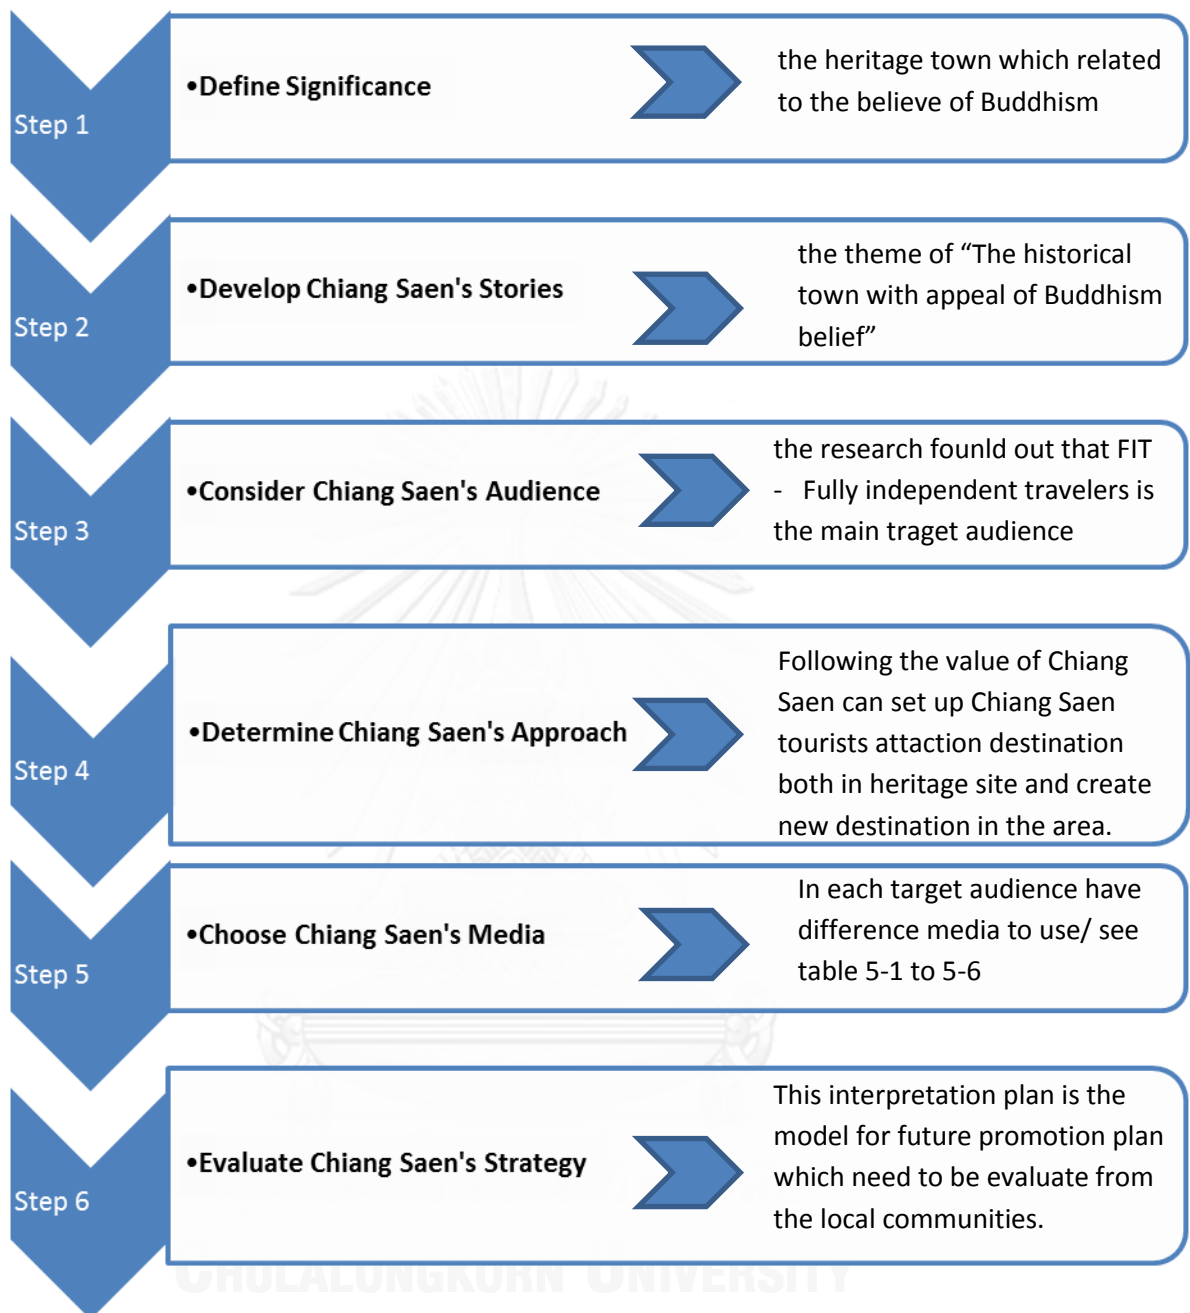 Step 1
•Define Significance
the heritage town which related
to the believe of Buddhism
Step 2
•Develop Chiang Saen's Stories
the theme of “The historical
town with appeal of Buddhism
belief”
Step 3
•Consider Chiang Saen's Audience
the research founld out that FIT
- Fully independent travelers is
the main traget audience
Step 4
•Determine Chiang Saen's Approach
Following the value of Chiang
Saen can set up Chiang Saen
tourists attaction destination
both in heritage site and create
new destination in the area.
Step 5
•Choose Chiang Saen's Media
In each target audience have
difference media to use/ see
table 5-1 to 5-6
Step 6
•Evaluate Chiang Saen's Strategy
This interpretation plan is the
model for future promotion plan
which need to be evaluate from
the local communities.
CHULALONGKORN UNIVERSITY